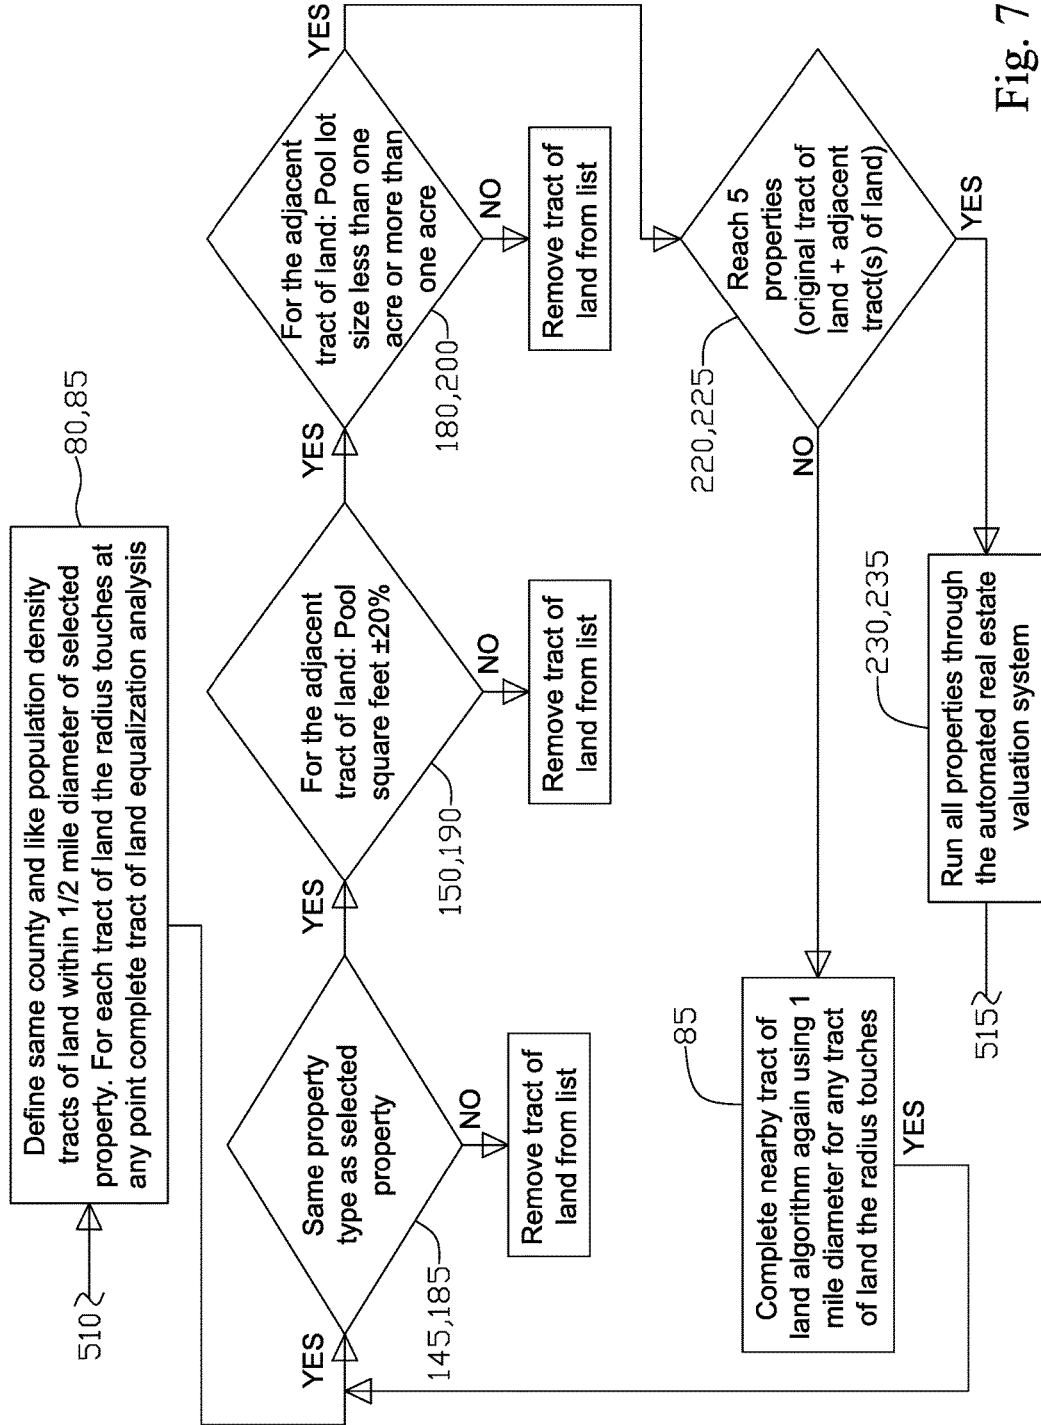 510
Define same county and like population density
tracts of land within 1/2 mile diameter of selected
property. For each tract of land the radius touches at
any point complete tract of land equalization analysis
80,85
YES
Same property
type as selected
property
145,185
NO
Remove tract of
land from list
YES
For the adjacent
tract of land: Pool
square feet ±20%
150,190
NO
Remove tract of
land from list
YES
For the adjacent
tract of land: Pool lot
size less than one
acre or more than
one acre
180,200
NO
Remove tract of
land from list
YES
Reach 5
properties
(original tract of
land + adjacent
tract(s) of land)
220,225
NO
YES
Complete nearby tract of
land algorithm again using 1
mile diameter for any tract
of land the radius touches
85
YES
Run all properties through
the automated real estate
valuation system
230,235
515
Fig. 7